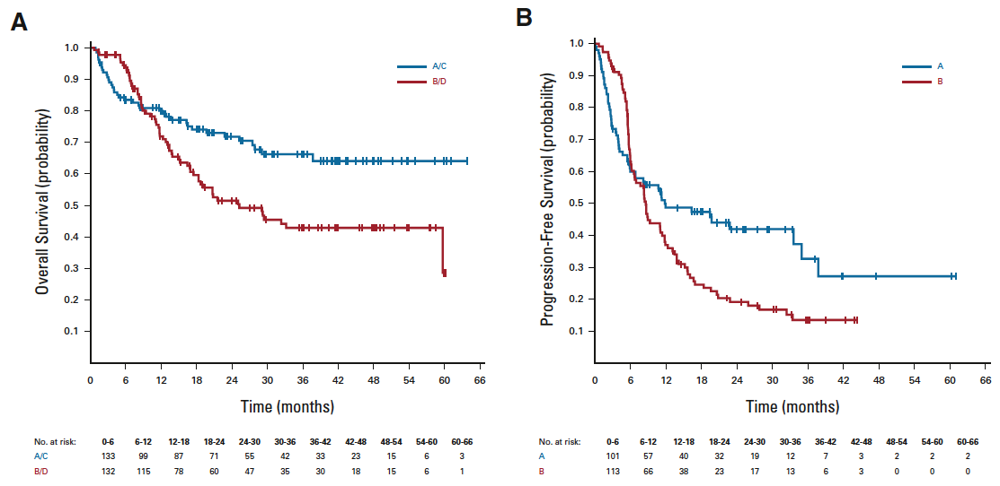 A
Overall Survival (probability)
1.0
0.9
0.8
0.7
0.6
0.5
0.4
0.3
0.2
0.1
A/C
B/D
0 6 12 18 24 30 36 42 48 54 60 66
Time (months)
No. at risk: 0-6 6-12 12-18 18-24 24-30 30-36 36-42 42-48 48-54 54-60 60-66
A/C 133 99 87 71 55 42 33 23 15 6 3
B/D 132 115 78 60 47 35 30 18 15 6 1
B
Progression-Free Survival (probability)
1.0
0.9
0.8
0.7
0.6
0.5
0.4
0.3
0.2
0.1
A
B
0 6 12 18 24 30 36 42 48 54 60 66
Time (months)
No. at risk: 0-6 6-12 12-18 18-24 24-30 30-36 36-42 42-48 48-54 54-60 60-66
A 101 57 40 32 19 12 7 3 2 2 2
B 113 66 38 23 17 13 6 3 0 0 0